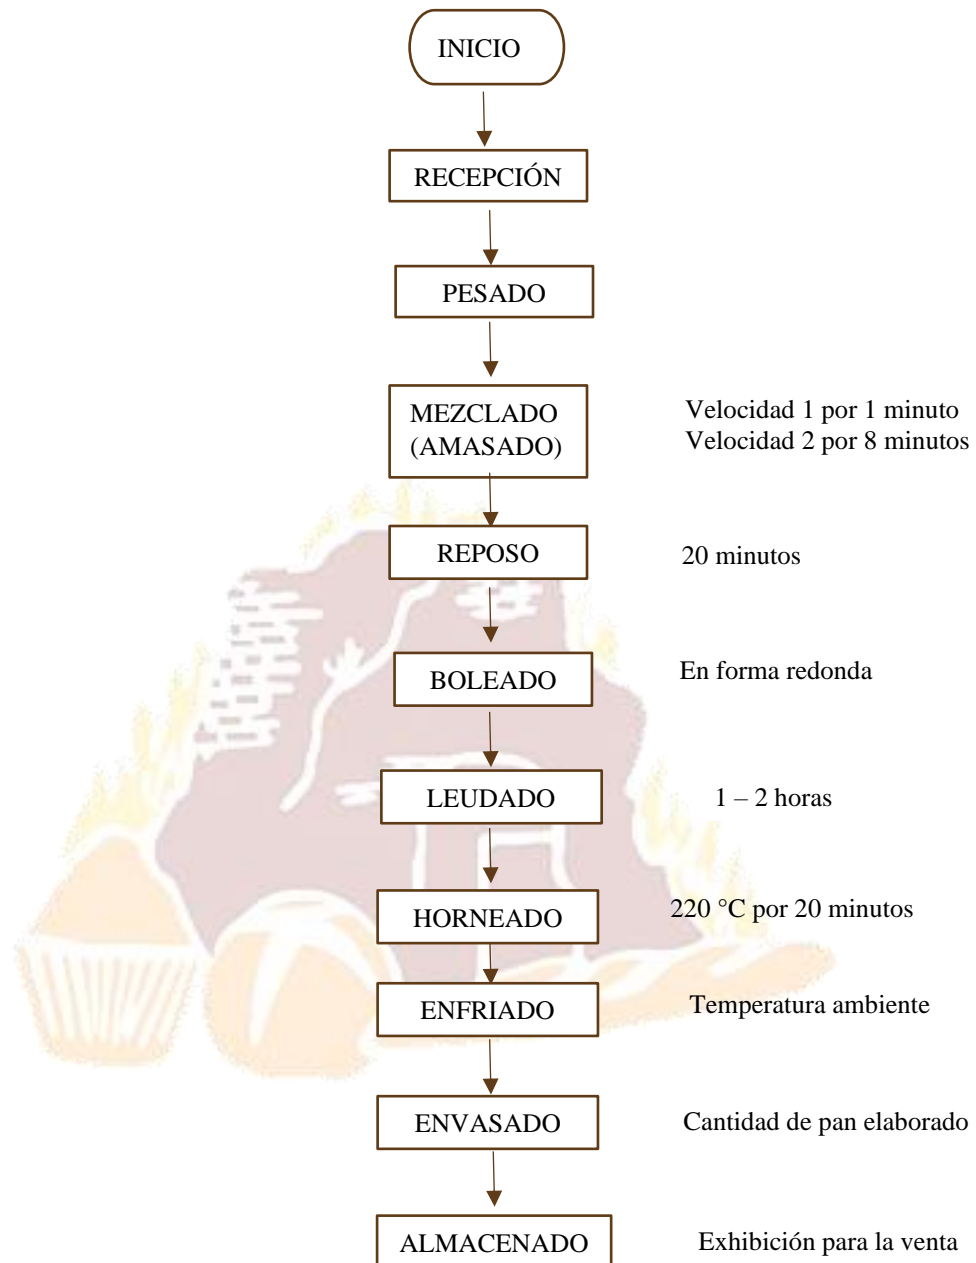 INICIO
RECEPCIÓN
PESADO
MEZCLADO
(AMASADO)
Velocidad 1 por 1 minuto
Velocidad 2 por 8 minutos
REPOSO
20 minutos
BOLEADO
En forma redonda
LEUDADO
1 – 2 horas
HORNEADO
220 °C por 20 minutos
ENFRIADO
Temperatura ambiente
ENVASADO
Cantidad de pan elaborado
ALMACENADO
Exhibición para la venta